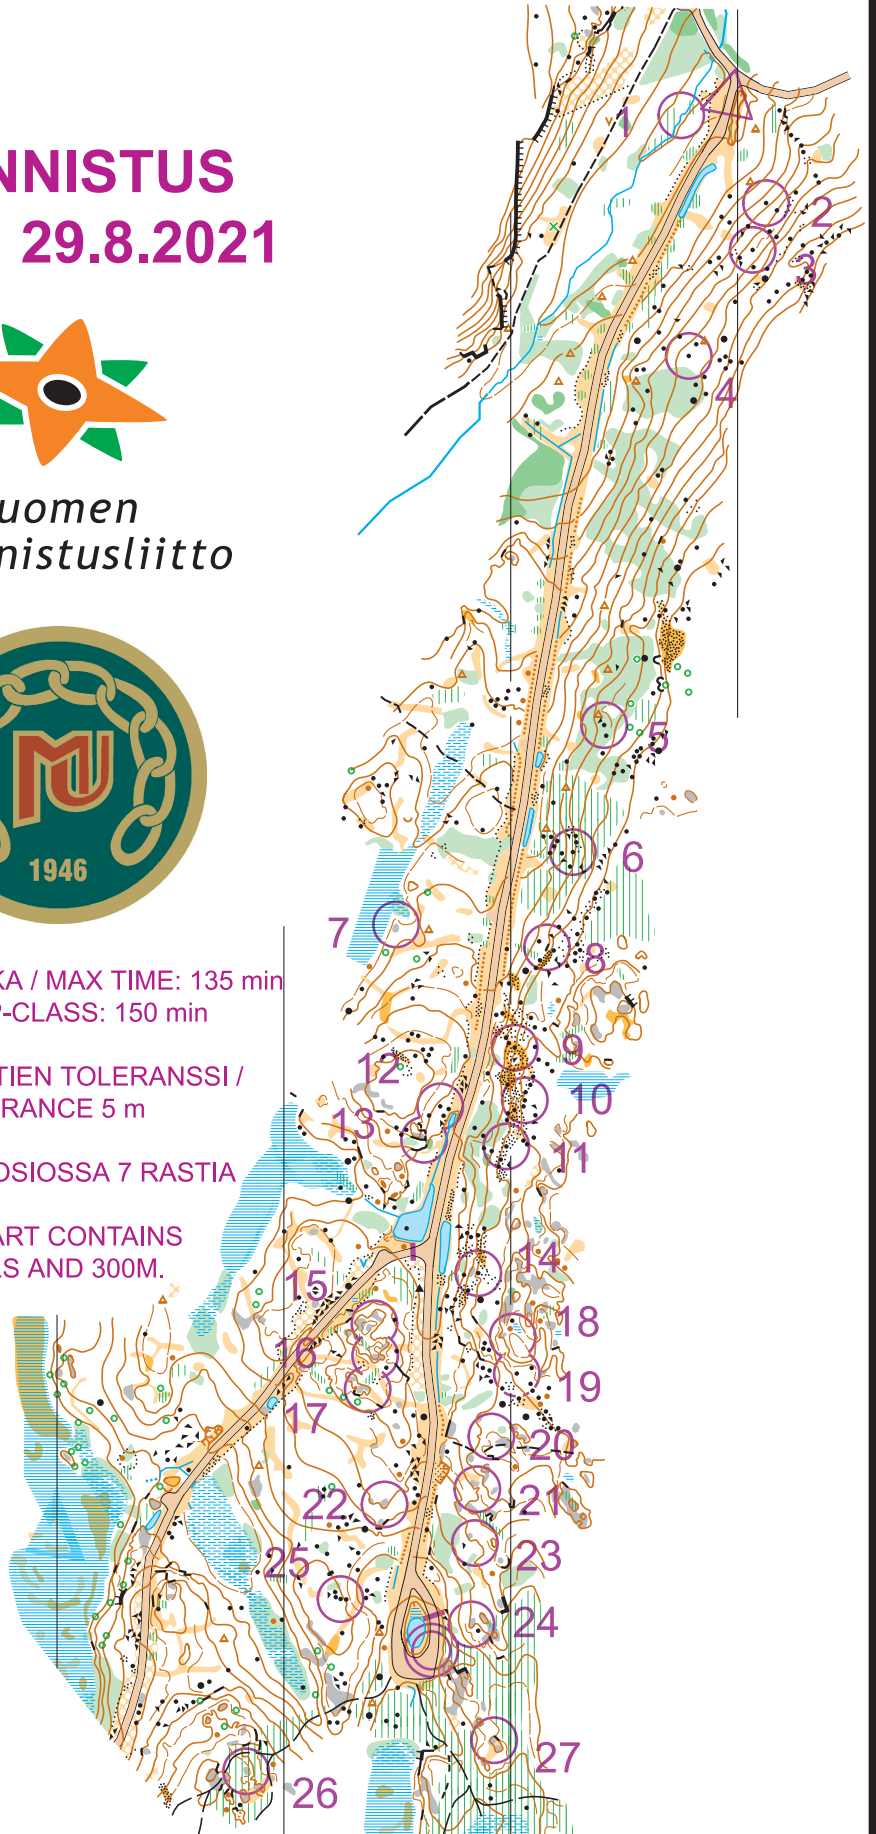 NNISTUS
29.8.2021
uomen
nistusliitto
MU
1946
KA / MAX TIME: 135 min
P-CLASS: 150 min
TIEN TOLERANSSI /
RANCE 5 m
OSIOSSA 7 RASTIA
ART CONTAINS
LS AND 300M.
1
2
3
4
5
6
7
8
9
10
11
12
13
14
15
16
17
18
19
20
21
22
23
24
25
26
27